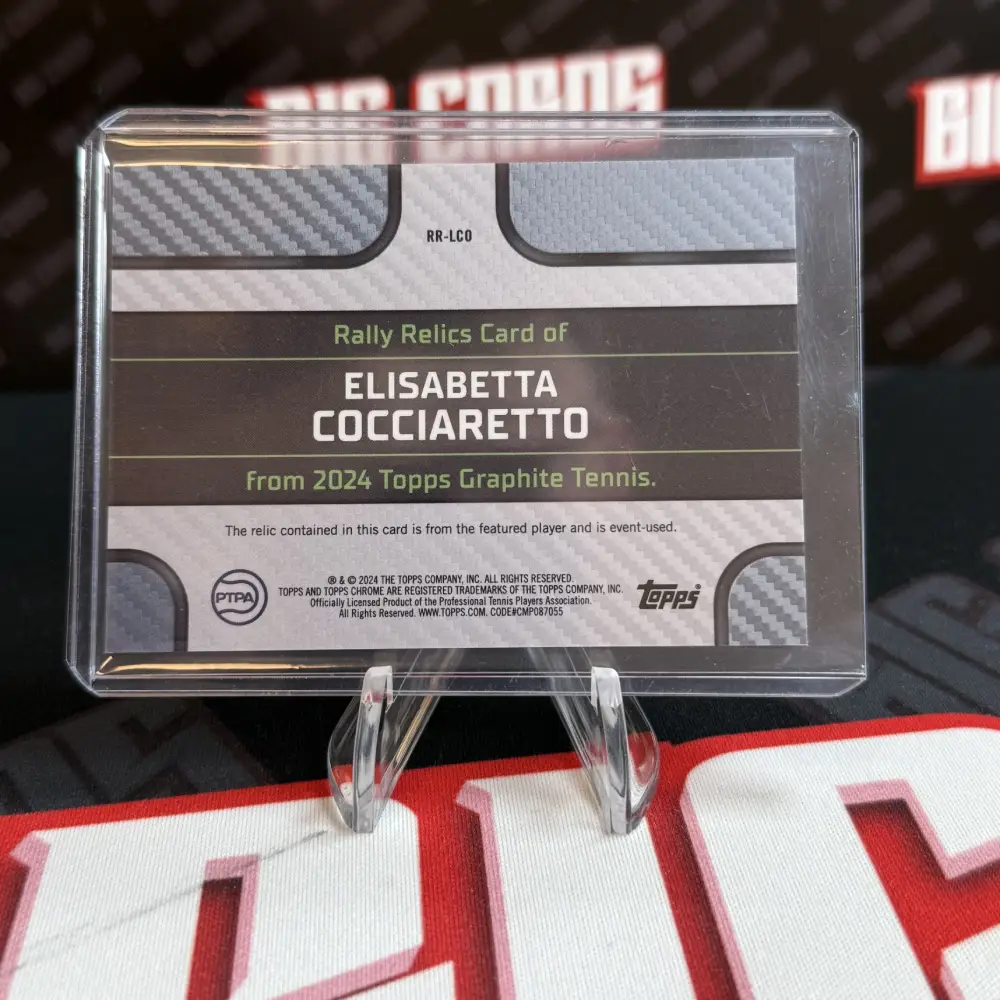 BIG CARDS
BI
RR-LCO
Rally Relics Card of
ELISABETTA
COCCIARETTO
from 2024 Topps Graphite Tennis.
The relic contained in this card is from the featured player and is event-used.
PTPA
® & © 2024 THE TOPPS COMPANY, INC. ALL RIGHTS RESERVED.
TOPPS AND TOPPS CHROME ARE REGISTERED TRADEMARKS OF THE TOPPS COMPANY, INC.
Officially Licensed Product of the Professional Tennis Players Association.
All Rights Reserved. WWW.TOPPS.COM. CODE#CMP087055
topps®